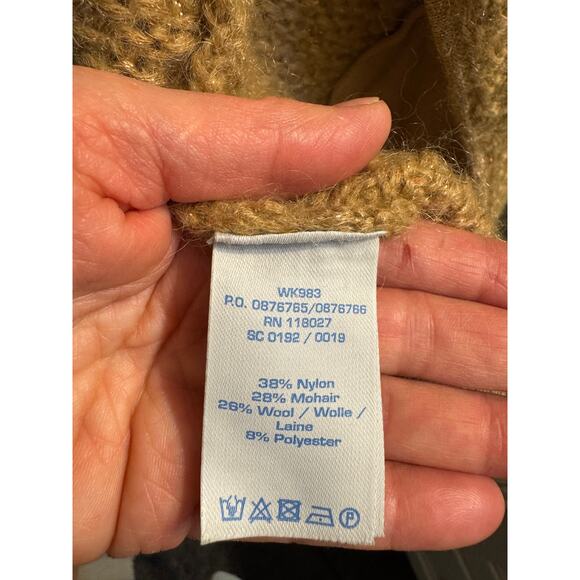 WK983
P.O. 0876765/0876766
RN 118027
SC 0192 / 0019
38% Nylon
28% Mohair
26% Wool / Wolle /
Laine
8% Polyester
P